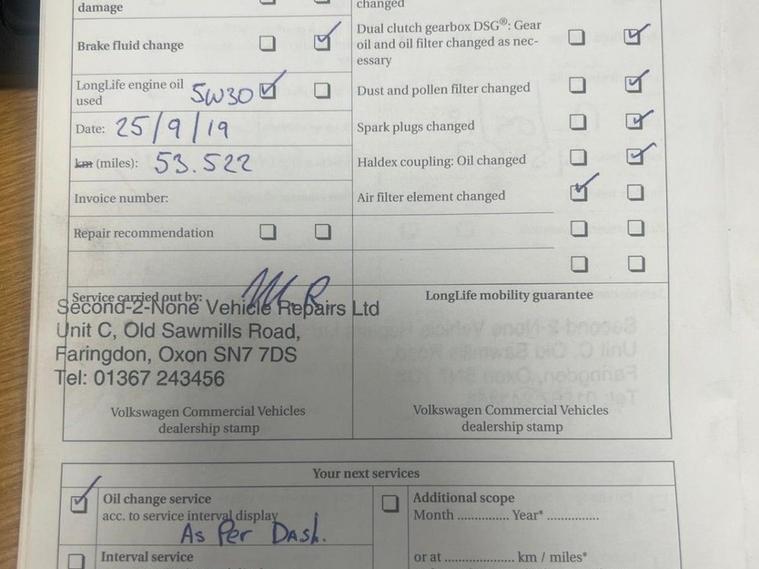 damage
Brake fluid change
LongLife engine oil
used 5W30
Date: 25/9/19
km (miles): 53.522
Invoice number:
Repair recommendation
changed
Dual clutch gearbox DSG®: Gear
oil and oil filter changed as nec-
essary
Dust and pollen filter changed
Spark plugs changed
Haldex coupling: Oil changed
Air filter element changed
Service carried out by:
Second-2-None Vehicle Repairs Ltd
Unit C, Old Sawmills Road,
Faringdon, Oxon SN7 7DS
Tel: 01367 243456
Volkswagen Commercial Vehicles
dealership stamp
LongLife mobility guarantee
Volkswagen Commercial Vehicles
dealership stamp
Your next services
Oil change service
acc. to service interval display
As Per Dash.
Interval service
Additional scope
Month .............. Year* ..............
or at ................... km / miles*